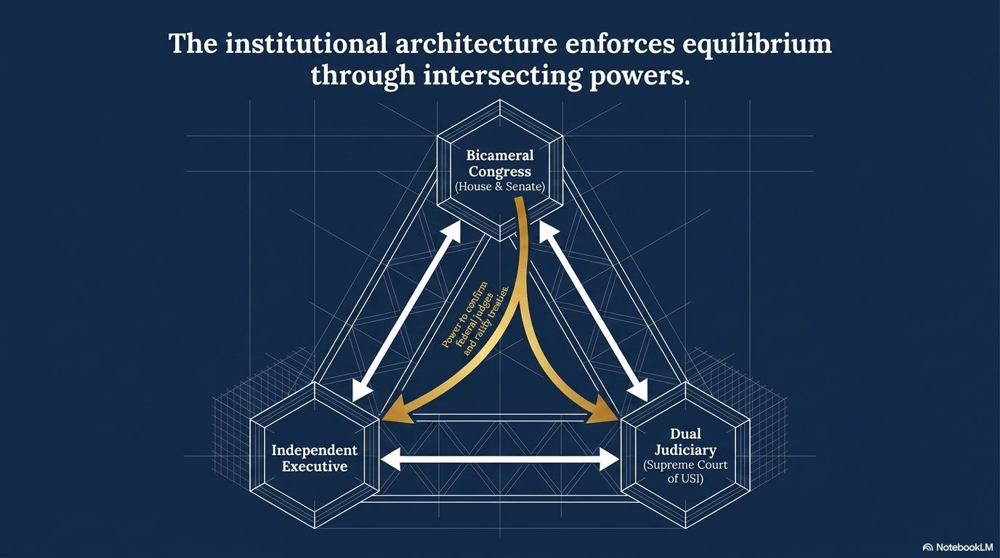 The institutional architecture enforces equilibrium
through intersecting powers.
Bicameral
Congress
(House & Senate)
Power to confirm
federal judges
and ratify treaties.
Independent
Executive
Dual
Judiciary
(Supreme Court
of USI)
NotebookLM